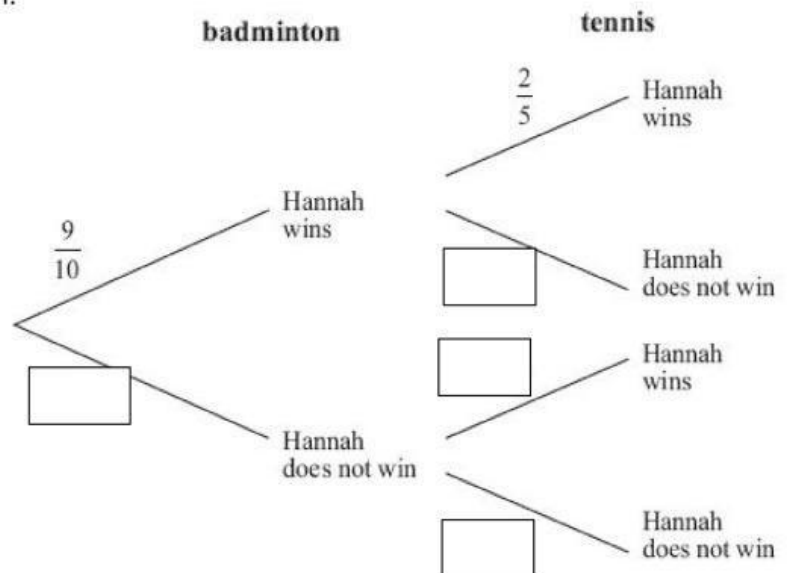 badminton
tennis
2
5
Hannah
wins
Hannah
wins
9
10
Hannah
does not win
Hannah
wins
Hannah
does not win
Hannah
does not win